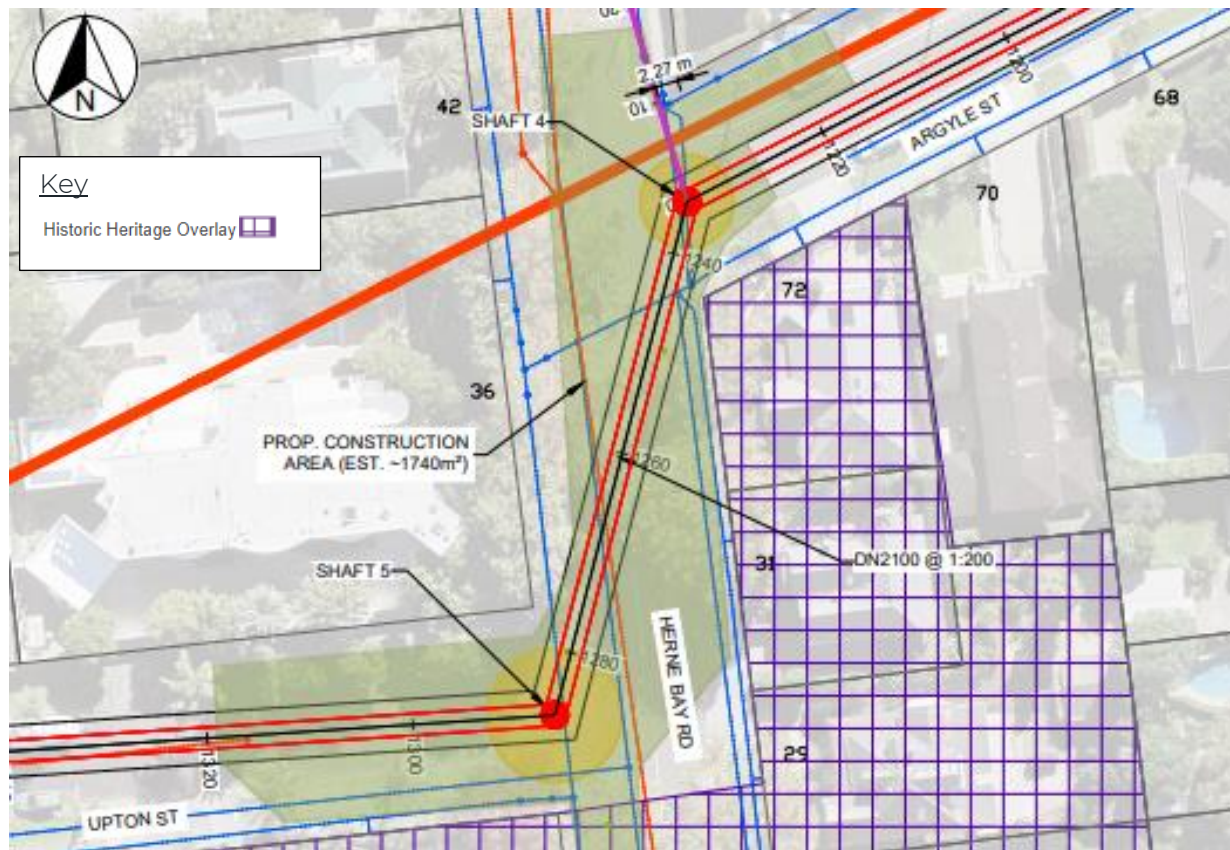 N
Key
Historic Heritage Overlay
42
2.27 m
10
SHAFT 4
1200
68
ARGYLE ST
1220
70
1240
72
36
PROP. CONSTRUCTION
AREA (EST. ~1740m²)
1260
31
DN2100 @ 1:200
SHAFT 5
HERNE BAY RD
1280
1300
1320
29
UPTON ST